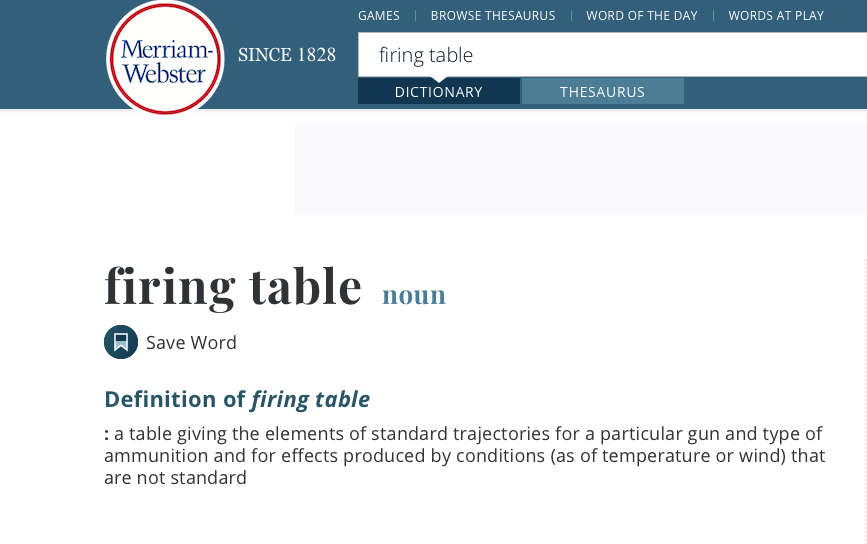 GAMES | BROWSE THESAURUS | WORD OF THE DAY | WORDS AT PLAY
Merriam-
Webster
SINCE 1828
firing table
DICTIONARY THESAURUS
firing table noun
Save Word
Definition of firing table
: a table giving the elements of standard trajectories for a particular gun and type of
ammunition and for effects produced by conditions (as of temperature or wind) that
are not standard